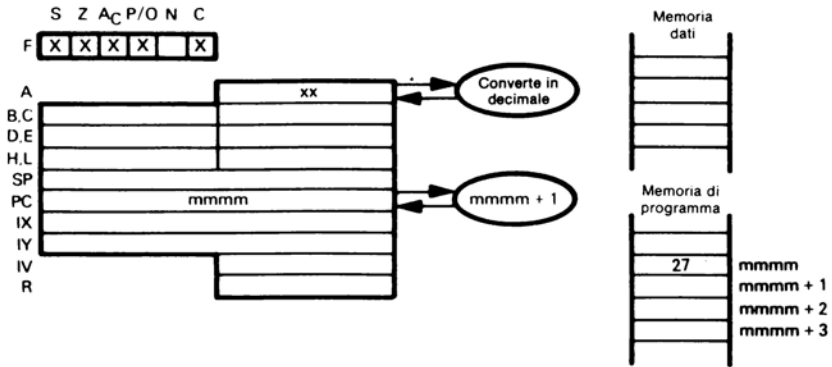 S Z AC P/O N C
F X X X X X
A xx
B,C
D,E
H,L
SP
PC mmmm
IX
IY
IV
R
Converte in
decimale
mmmm + 1
Memoria
dati
Memoria di
programma
27 mmmm
mmmm + 1
mmmm + 2
mmmm + 3